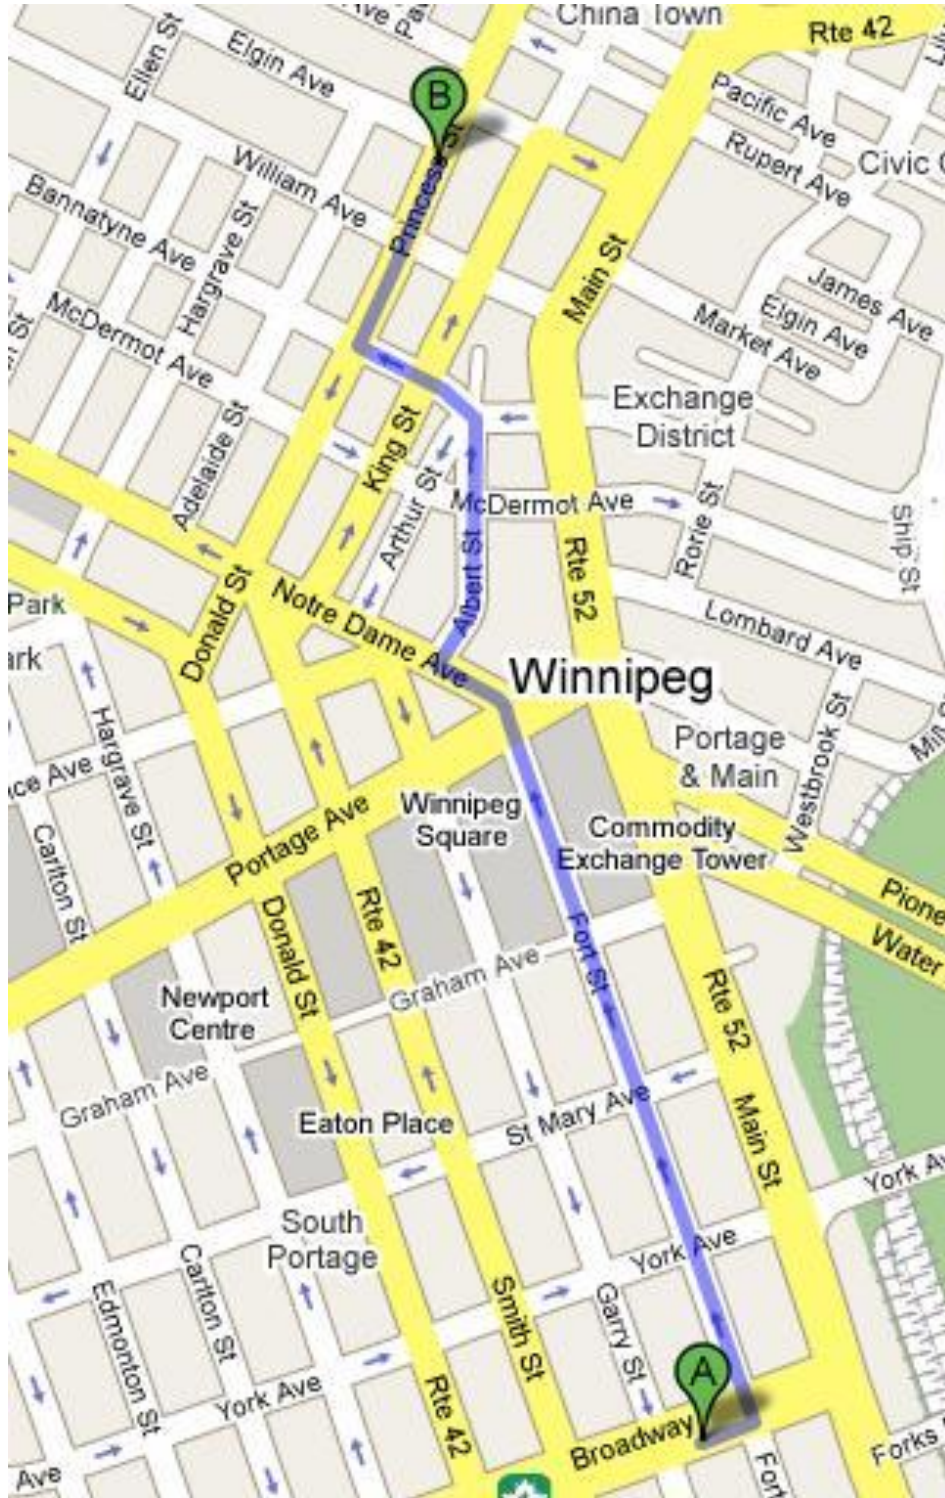 China Town
Rte 42
Ellen St
Elgin Ave
B
Pacific Ave
Rupert Ave
Princess St
William Ave
Bannatyne Ave
Hargrave St
Main St
James Ave
Elgin Ave
Market Ave
McDermot Ave
Exchange
District
Adelaide St
King St
Arthur St
McDermot Ave
Rorie St
Ship St
Albert St
Rte 52
Donald St
Notre Dame Ave
Lombard Ave
Park
Winnipeg
Portage
& Main
Westbrook St
Hargrave St
Winnipeg
Square
Commodity
Exchange Tower
Portage Ave
Carlton St
Donald St
Rte 42
Fort St
Water
Graham Ave
Newport
Centre
Rte 52
Graham Ave
Eaton Place
St Mary Ave
Main St
York Ave
South
Portage
York Ave
Carlton St
Edmonton St
Smith St
Garry St
A
York Ave
Rte 42
Broadway
Forks
Fort
Ave